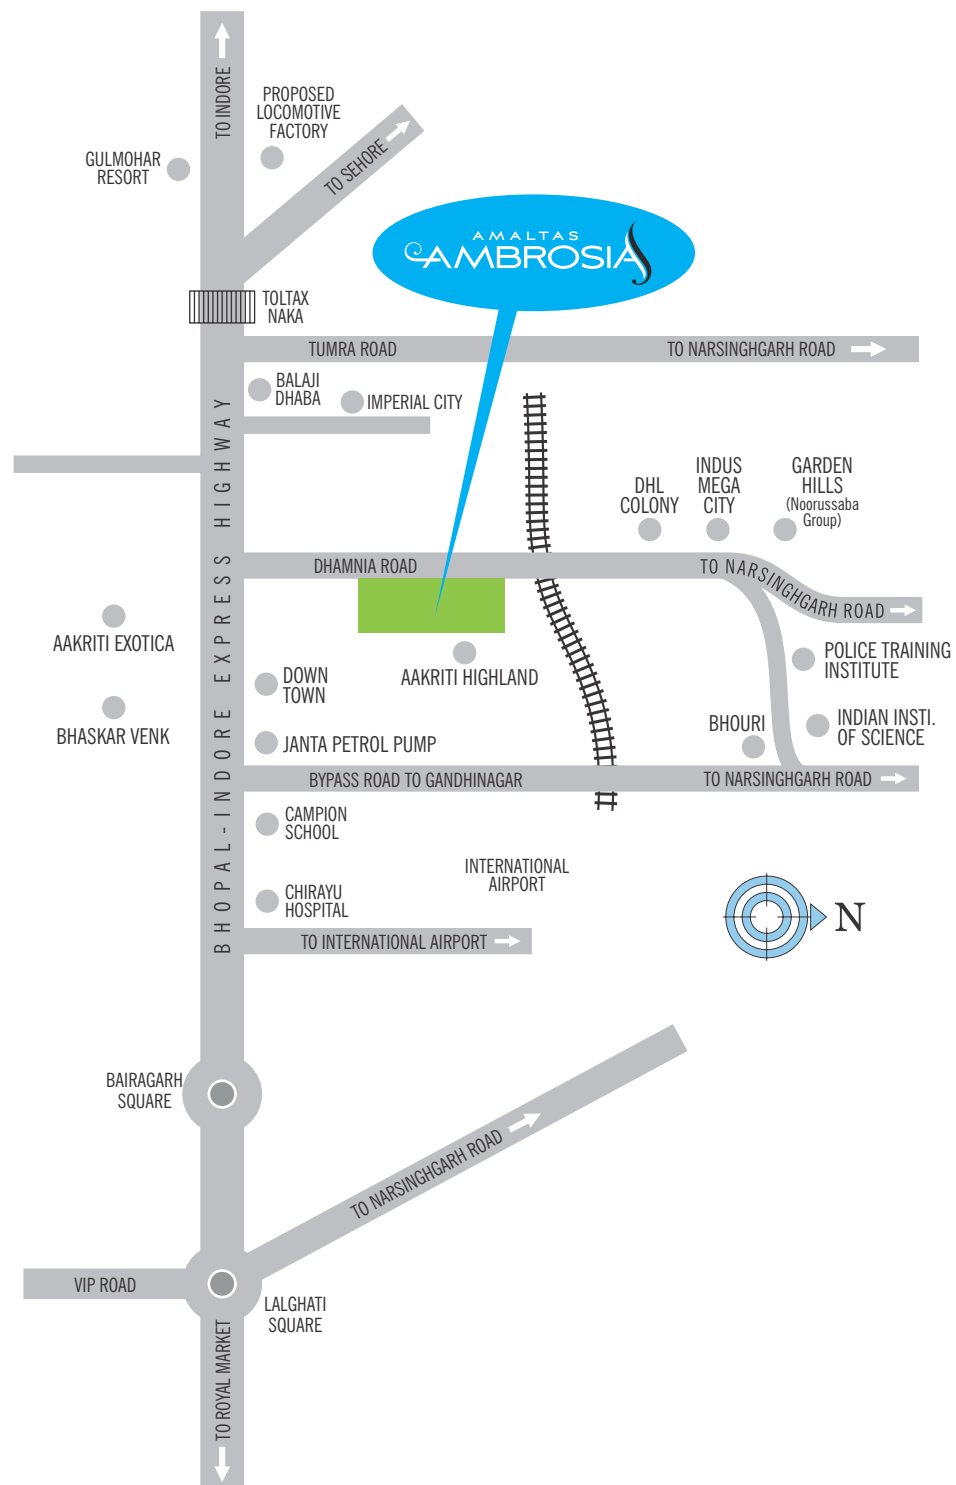 TO INDORE
PROPOSED
LOCOMOTIVE
FACTORY
GULMOHAR
RESORT
TO SEHORE
AMALTAS
AMBROSIA
TOLTAX
NAKA
TUMRA ROAD
TO NARSINGHGARH ROAD
BALAJI
DHABA
IMPERIAL CITY
BHOPAL-INDORE EXPRESS HIGHWAY
DHL
COLONY
INDUS
MEGA
CITY
GARDEN
HILLS
(Noorussaba
Group)
DHAMNIA ROAD
TO NARSINGHGARH ROAD
AAKRITI EXOTICA
AAKRITI HIGHLAND
POLICE TRAINING
INSTITUTE
DOWN
TOWN
BHASKAR VENK
JANTA PETROL PUMP
BHOURI
INDIAN INSTI.
OF SCIENCE
BYPASS ROAD TO GANDHINAGAR
TO NARSINGHGARH ROAD
CAMPION
SCHOOL
INTERNATIONAL
AIRPORT
CHIRAYU
HOSPITAL
N
TO INTERNATIONAL AIRPORT
BAIRAGARH
SQUARE
TO NARSINGHGARH ROAD
VIP ROAD
LALGHATI
SQUARE
TO ROYAL MARKET